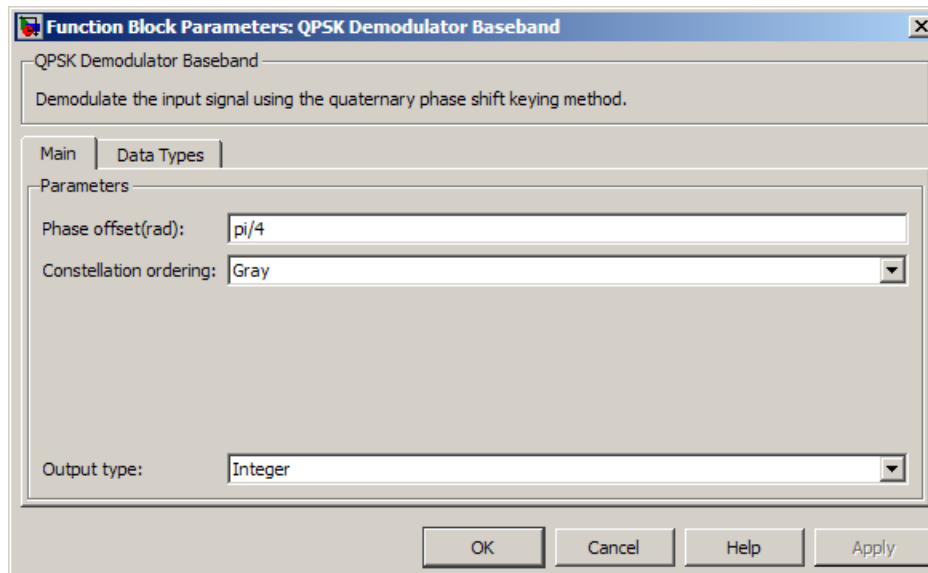 Function Block Parameters: QPSK Demodulator Baseband
QPSK Demodulator Baseband
Demodulate the input signal using the quaternary phase shift keying method.
Main Data Types
Parameters
Phase offset(rad): pi/4
Constellation ordering: Gray
Output type: Integer
OK Cancel Help Apply